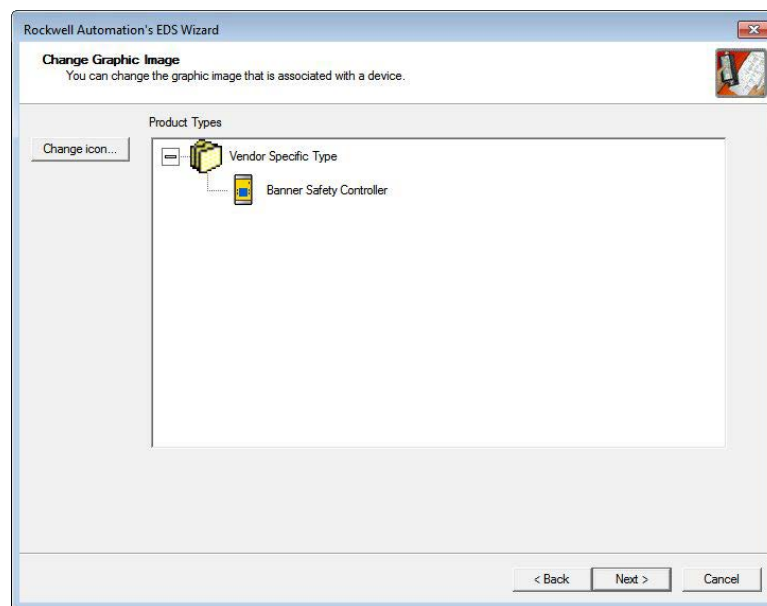 Rockwell Automation's EDS Wizard
Change Graphic Image
You can change the graphic image that is associated with a device.
Product Types
Change icon...
Vendor Specific Type
Banner Safety Controller
< Back
Next >
Cancel